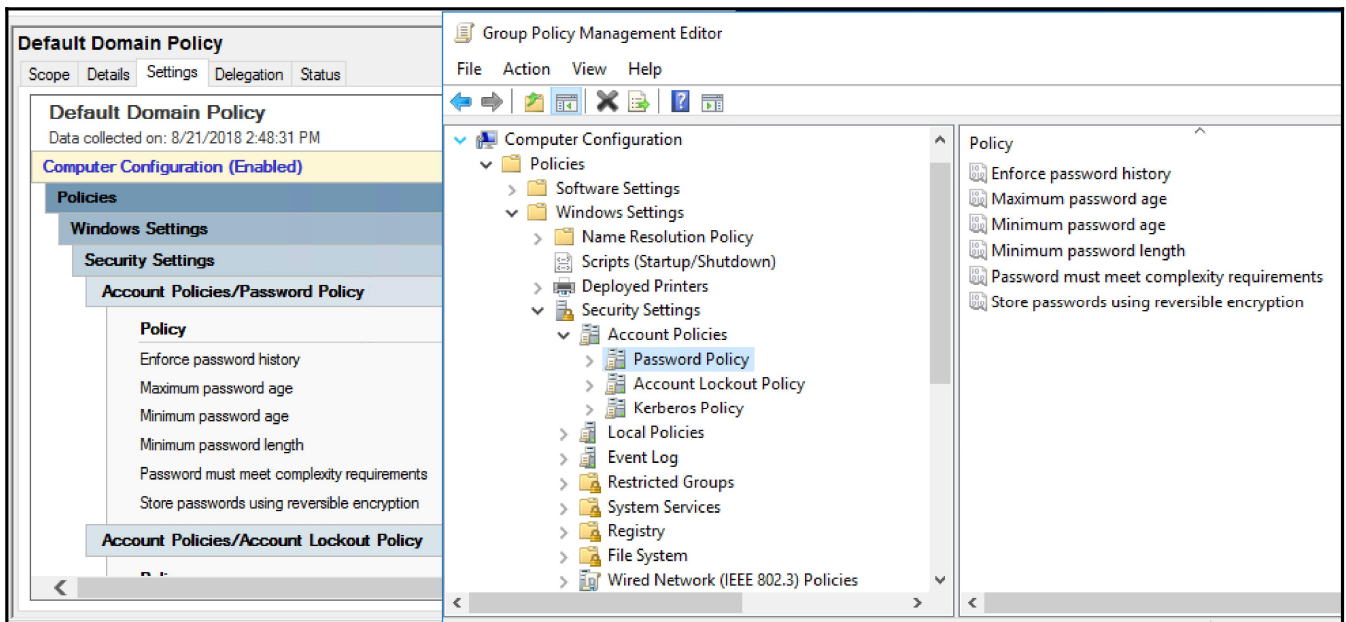 Default Domain Policy
Scope Details Settings Delegation Status
Default Domain Policy
Data collected on: 8/21/2018 2:48:31 PM
Computer Configuration (Enabled)
Policies
Windows Settings
Security Settings
Account Policies/Password Policy
Policy
Enforce password history
Maximum password age
Minimum password age
Minimum password length
Password must meet complexity requirements
Store passwords using reversible encryption
Account Policies/Account Lockout Policy
Group Policy Management Editor
File Action View Help
Computer Configuration
Policies
Software Settings
Windows Settings
Name Resolution Policy
Scripts (Startup/Shutdown)
Deployed Printers
Security Settings
Account Policies
Password Policy
Account Lockout Policy
Kerberos Policy
Local Policies
Event Log
Restricted Groups
System Services
Registry
File System
Wired Network (IEEE 802.3) Policies
Policy
Enforce password history
Maximum password age
Minimum password age
Minimum password length
Password must meet complexity requirements
Store passwords using reversible encryption